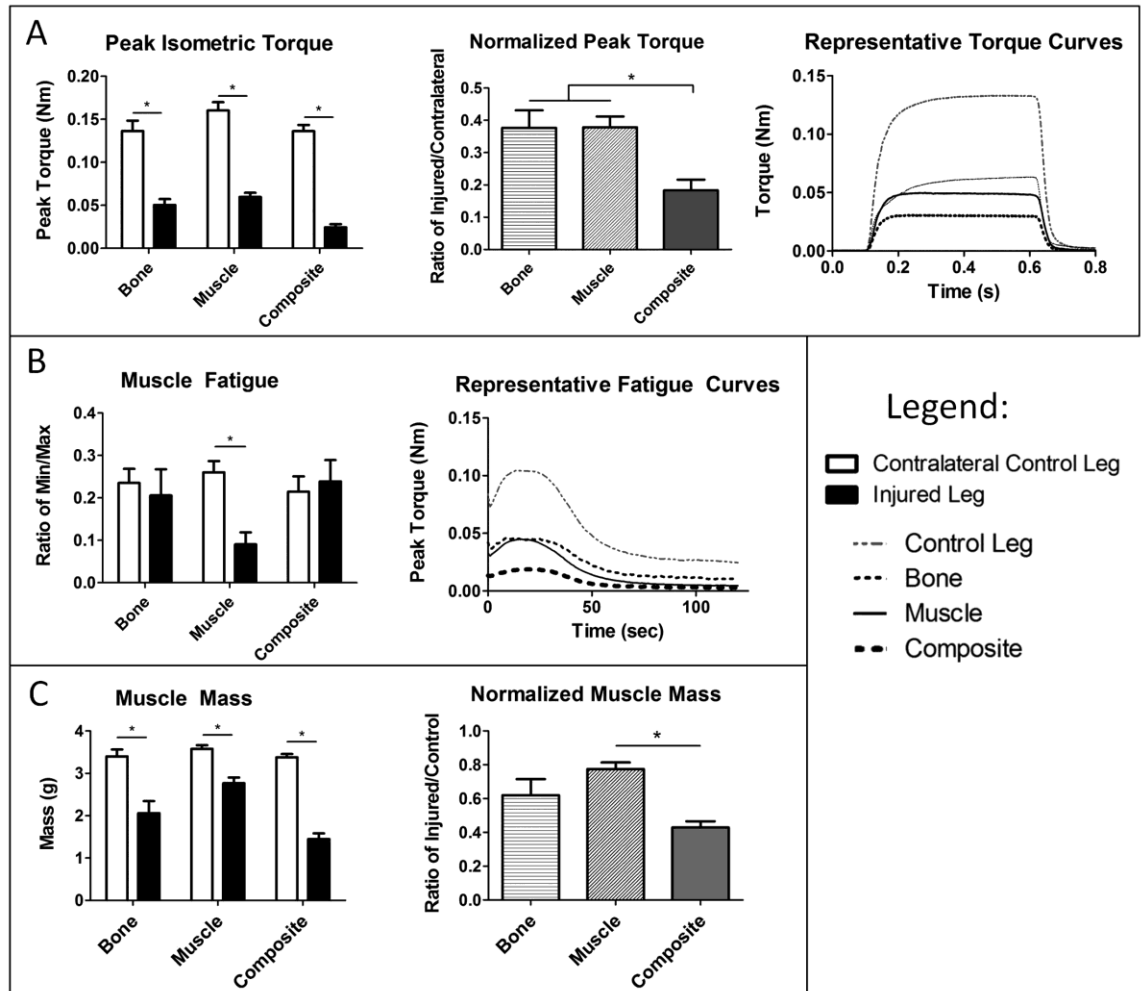 A
Peak Isometric Torque
Peak Torque (Nm)
0.20
0.15
0.10
0.05
0.00
*
*
*
Bone
Muscle
Composite
Normalized Peak Torque
Ratio of Injured/Contralateral
0.5
0.4
0.3
0.2
0.1
0.0
*
Bone
Muscle
Composite
Representative Torque Curves
Torque (Nm)
0.15
0.10
0.05
0.00
0.0 0.2 0.4 0.6 0.8
Time (s)
B
Muscle Fatigue
Ratio of Min/Max
0.4
0.3
0.2
0.1
0.0
*
Bone
Muscle
Composite
Representative Fatigue Curves
Peak Torque (Nm)
0.15
0.10
0.05
0.00
0 50 100
Time (sec)
Legend:
Contralateral Control Leg
Injured Leg
Control Leg
Bone
Muscle
Composite
C
Muscle Mass
Mass (g)
4
3
2
1
0
*
*
*
Bone
Muscle
Composite
Normalized Muscle Mass
Ratio of Injured/Control
1.0
0.8
0.6
0.4
0.2
0.0
*
Bone
Muscle
Composite